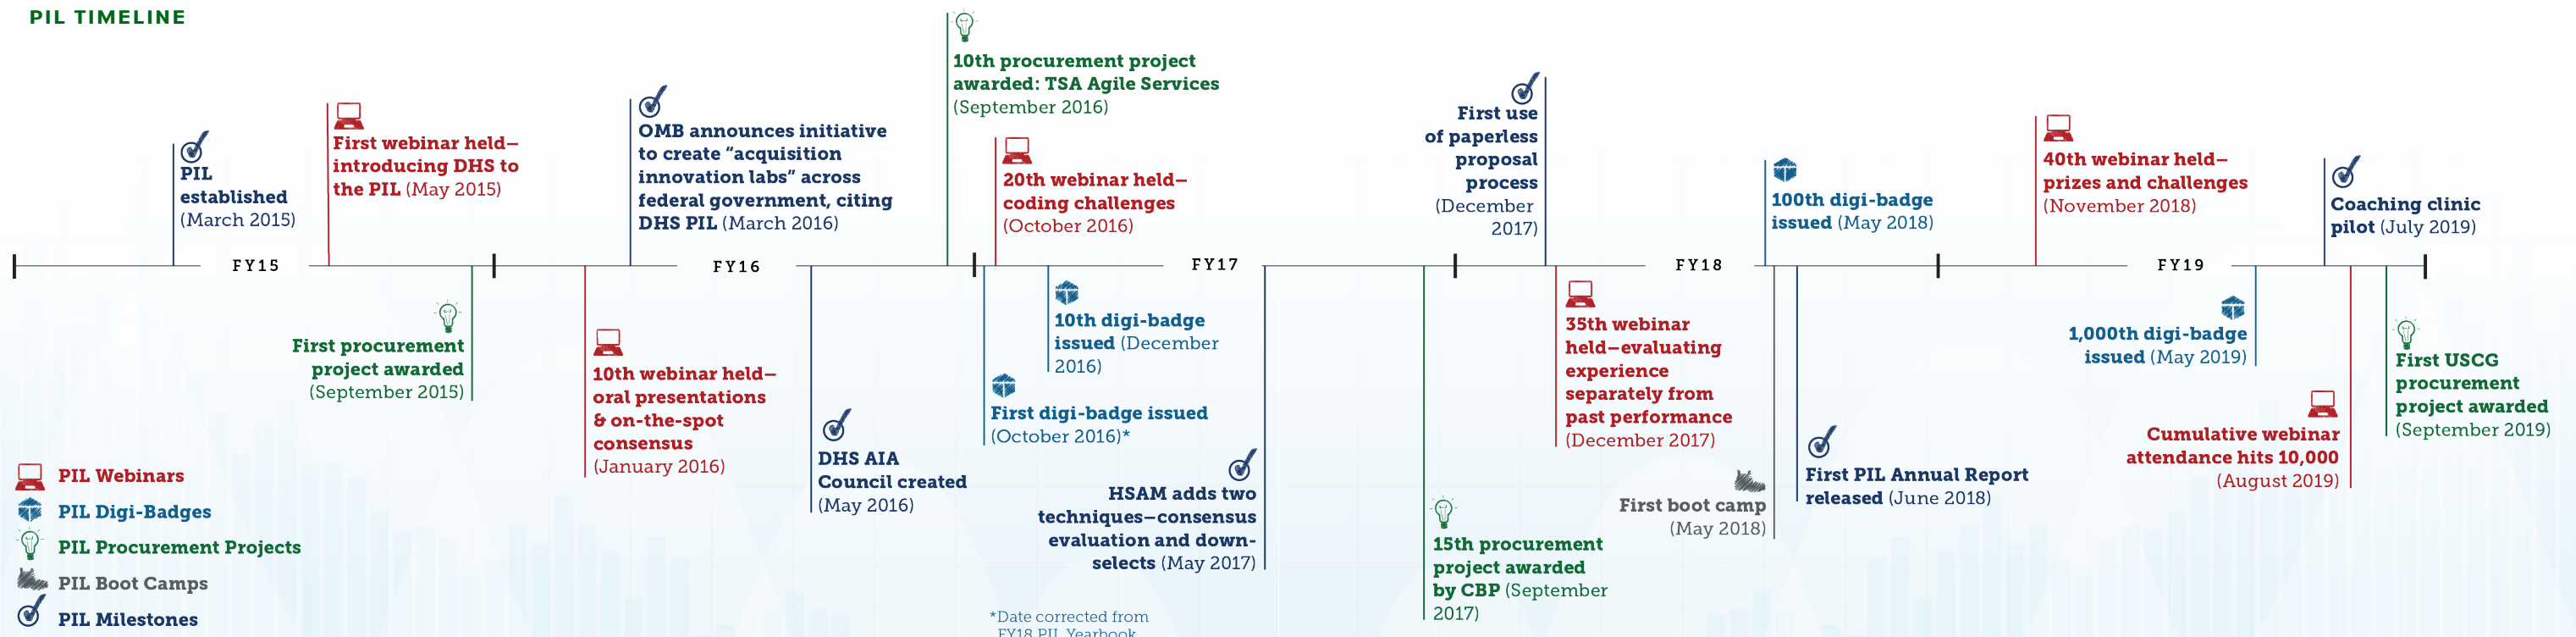 PIL TIMELINE
PIL
established
(March 2015)
First webinar held–
introducing DHS to
the PIL (May 2015)
First procurement
project awarded
(September 2015)
10th webinar held–
oral presentations
& on-the-spot
consensus
(January 2016)
OMB announces initiative
to create “acquisition
innovation labs” across
federal government, citing
DHS PIL (March 2016)
DHS AIA
Council created
(May 2016)
10th procurement project
awarded: TSA Agile Services
(September 2016)
First digi-badge issued
(October 2016)*
20th webinar held–
coding challenges
(October 2016)
10th digi-badge
issued (December
2016)
HSAM adds two
techniques–consensus
evaluation and down-
selects (May 2017)
15th procurement
project awarded
by CBP (September
2017)
First use
of paperless
proposal
process
(December
2017)
35th webinar
held–evaluating
experience
separately from
past performance
(December 2017)
100th digi-badge
issued (May 2018)
First boot camp
(May 2018)
First PIL Annual Report
released (June 2018)
40th webinar held–
prizes and challenges
(November 2018)
1,000th digi-badge
issued (May 2019)
Coaching clinic
pilot (July 2019)
Cumulative webinar
attendance hits 10,000
(August 2019)
First USCG
procurement
project awarded
(September 2019)
FY15
FY16
FY17
FY18
FY19
PIL Webinars
PIL Digi-Badges
PIL Procurement Projects
PIL Boot Camps
PIL Milestones
*Date corrected from
FY18 PIL Yearbook